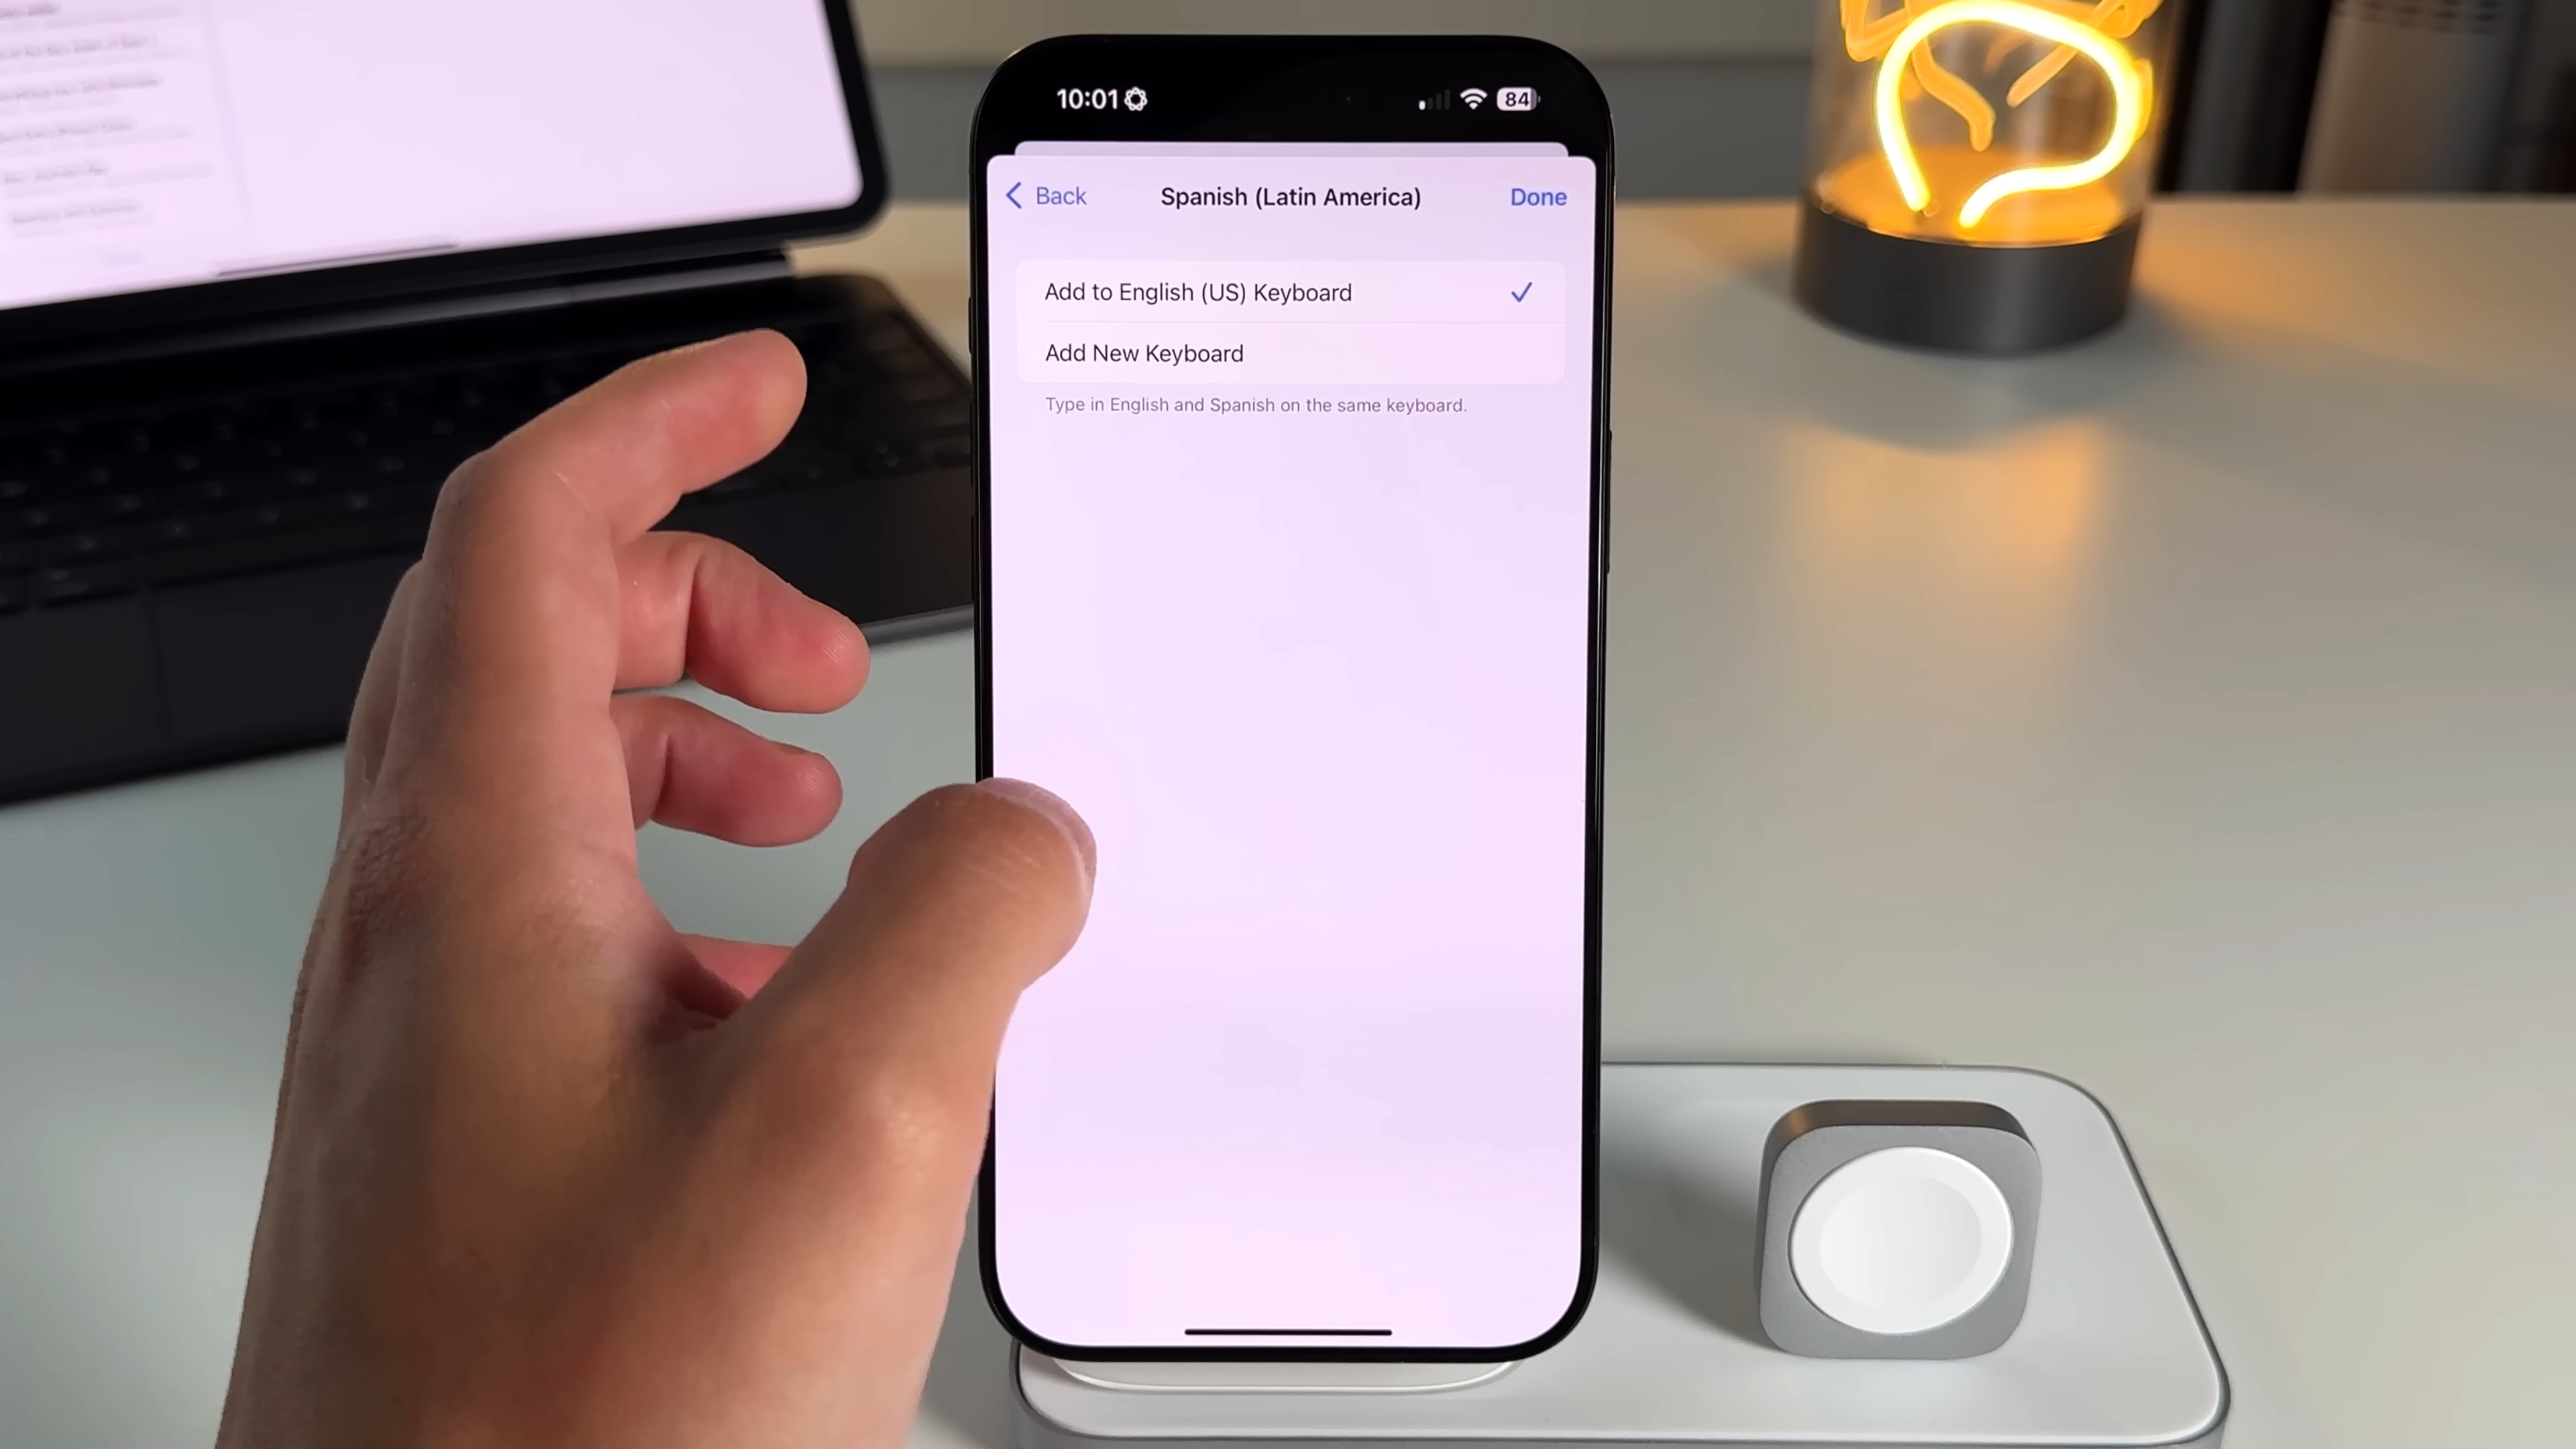 10:01
84
Back
Spanish (Latin America)
Done
Add to English (US) Keyboard
Add New Keyboard
Type in English and Spanish on the same keyboard.